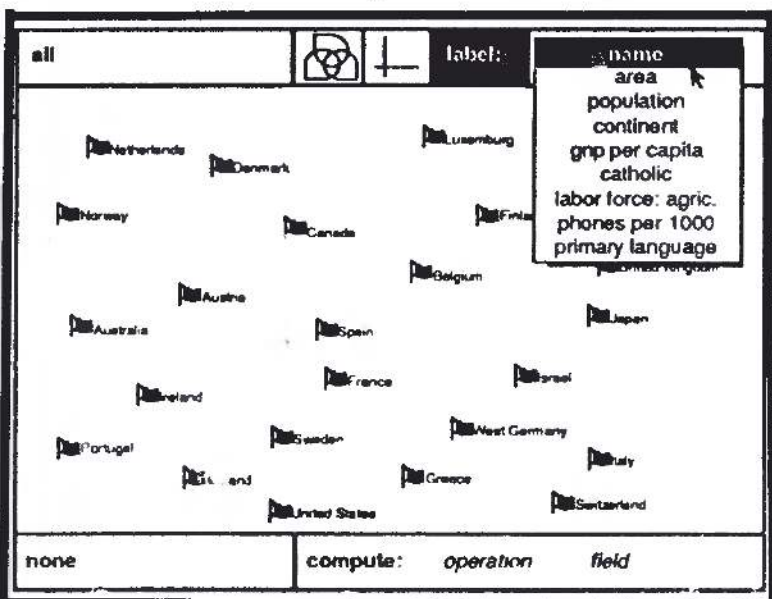 all
label:
name
area
population
continent
gnp per capita
catholic
labor force: agric.
phones per 1000
primary language
Luxemburg
Netherlands
Denmark
Norway
Canada
Belgium
Austria
Australia
Spain
Japan
France
Israel
Ireland
Sweden
West Germany
Portugal
Italy
Greece
United States
Switzerland
none
compute: operation field